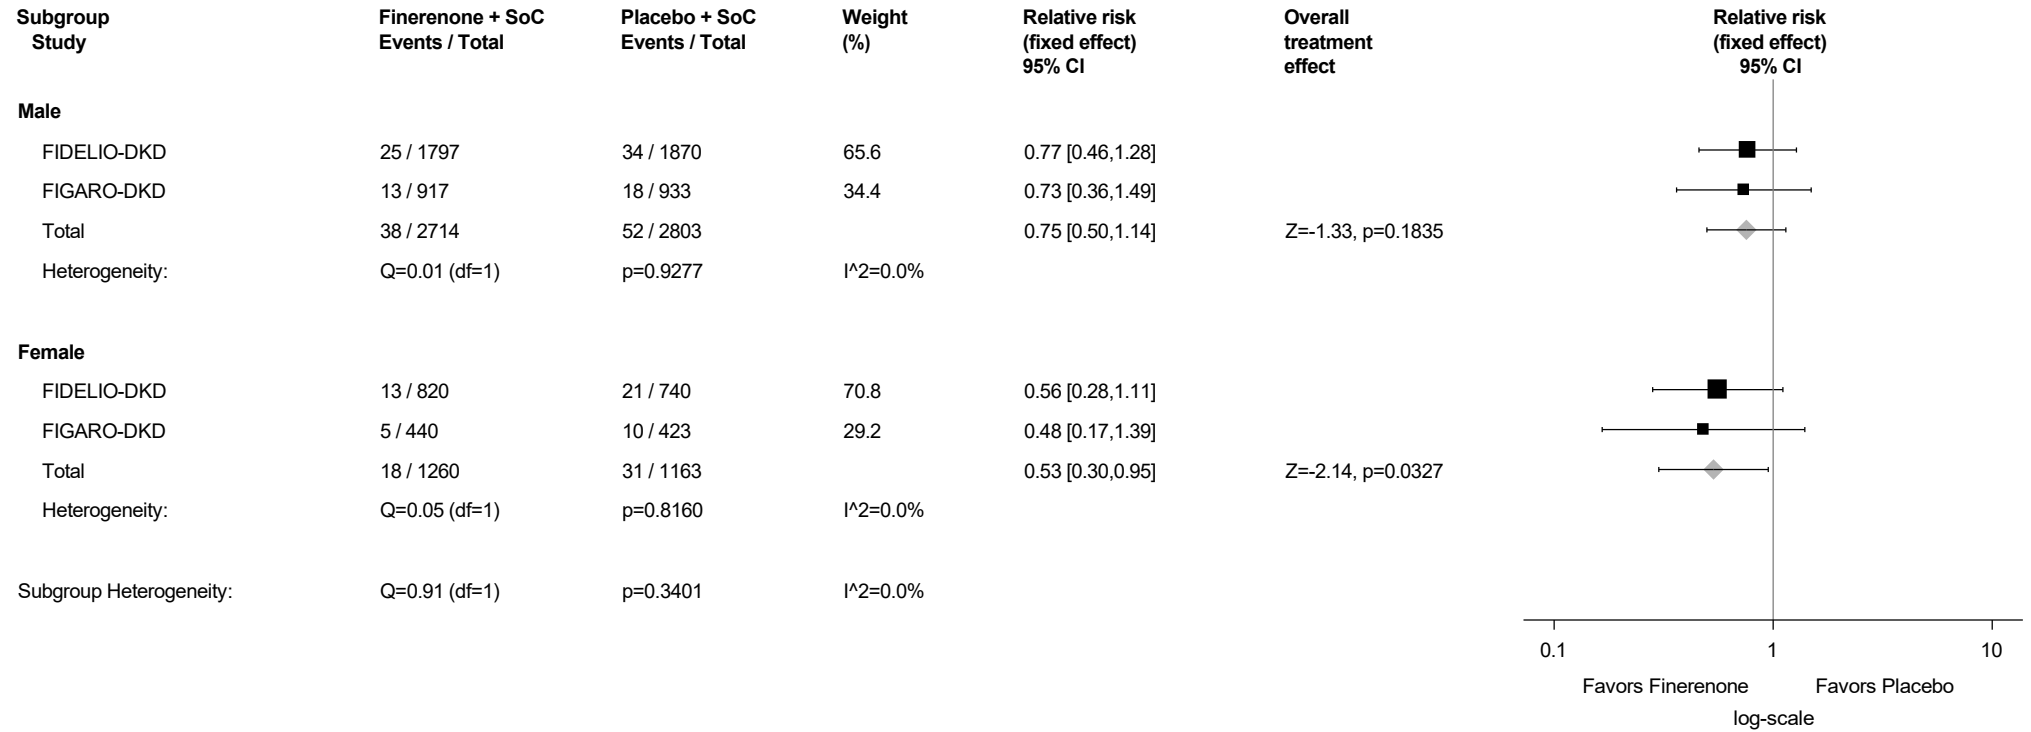 Subgroup Finerenone + SoC Placebo + SoC Weight Relative risk Overall Relative risk
Study Events / Total Events / Total (%) (fixed effect) treatment (fixed effect)
95% CI effect 95% CI
Male
FIDELIO-DKD 25 / 1797 34 / 1870 65.6 0.77 [0.46,1.28]
FIGARO-DKD 13 / 917 18 / 933 34.4 0.73 [0.36,1.49]
Total 38 / 2714 52 / 2803 0.75 [0.50,1.14] Z=-1.33, p=0.1835
Heterogeneity: Q=0.01 (df=1) p=0.9277 I^2=0.0%
Female
FIDELIO-DKD 13 / 820 21 / 740 70.8 0.56 [0.28,1.11]
FIGARO-DKD 5 / 440 10 / 423 29.2 0.48 [0.17,1.39]
Total 18 / 1260 31 / 1163 0.53 [0.30,0.95] Z=-2.14, p=0.0327
Heterogeneity: Q=0.05 (df=1) p=0.8160 I^2=0.0%
Subgroup Heterogeneity: Q=0.91 (df=1) p=0.3401 I^2=0.0%
0.1 1 10
Favors Finerenone Favors Placebo
log-scale